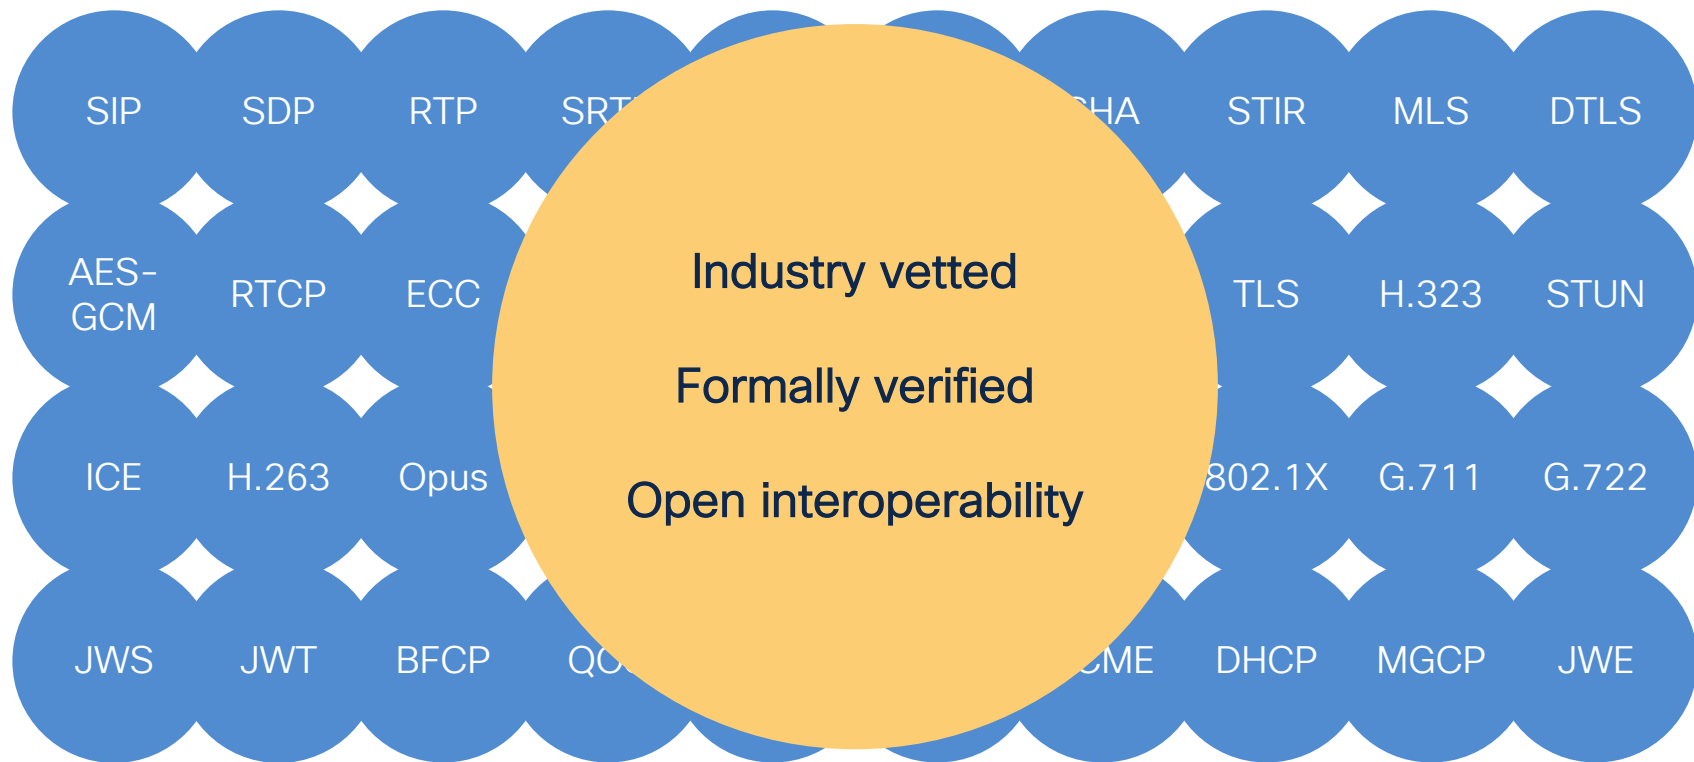 SIP SDP RTP STIR MLS DTLS
AES-
GCM
RTCP ECC TLS H.323 STUN
ICE H.263 Opus 802.1X G.711 G.722
JWS JWT BFCP DHCP MGCP JWE
Industry vetted
Formally verified
Open interoperability